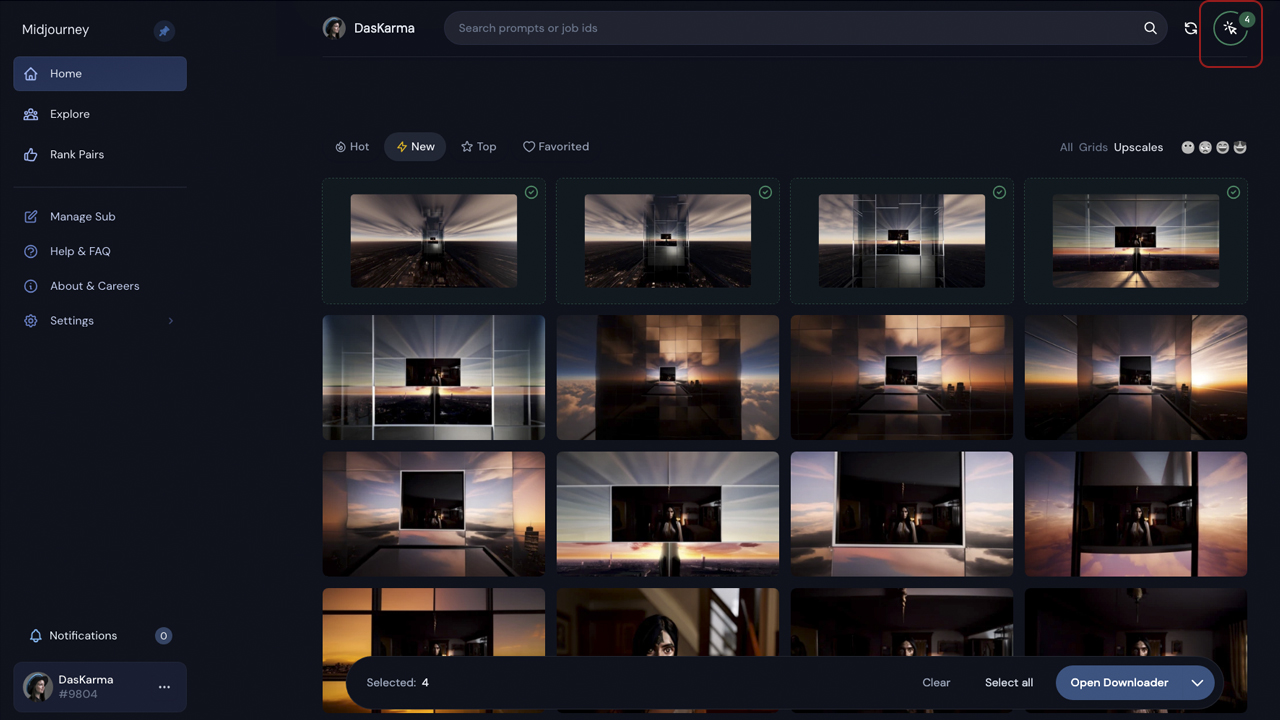 Midjourney
DasKarma
Search prompts or job ids
4
Home
Explore
Rank Pairs
Hot
New
Top
Favorited
All Grids Upscales
Manage Sub
Help & FAQ
About & Careers
Settings
Notifications
0
DasKarma
#9804
Selected: 4
Clear
Select all
Open Downloader